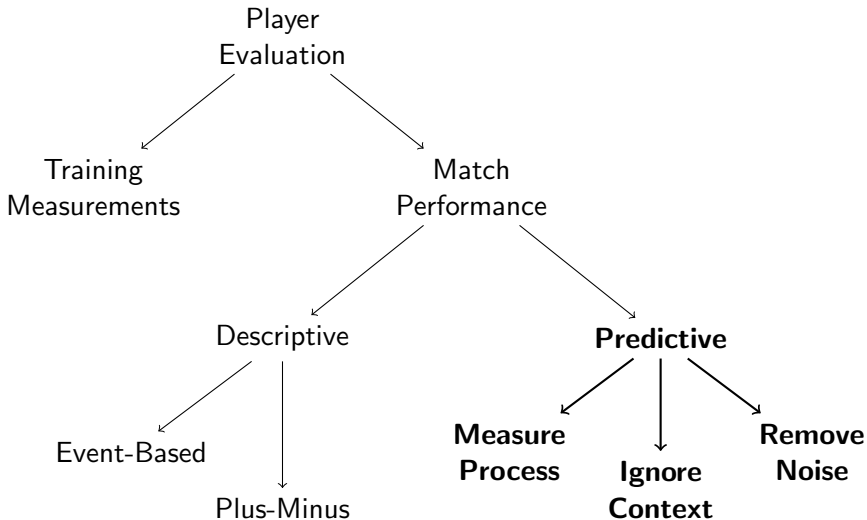 Player
Evaluation
Training
Measurements
Match
Performance
Descriptive
Predictive
Event-Based
Plus-Minus
Measure
Process
Ignore
Context
Remove
Noise